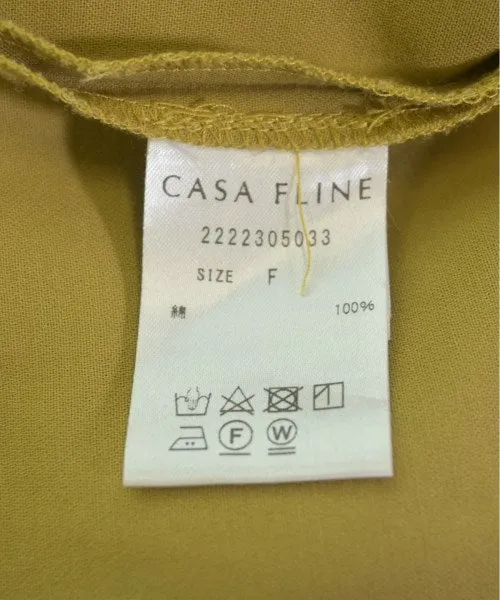 CASA FLINE
2222305033
SIZE F
綿 100%
F W